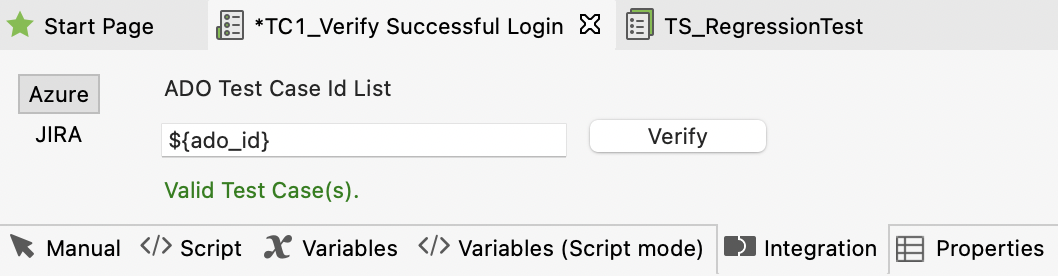 Start Page *TC1_Verify Successful Login TS_RegressionTest
Azure ADO Test Case Id List
JIRA
${ado_id} Verify
Valid Test Case(s).
Manual </> Script Variables </> Variables (Script mode) Integration Properties